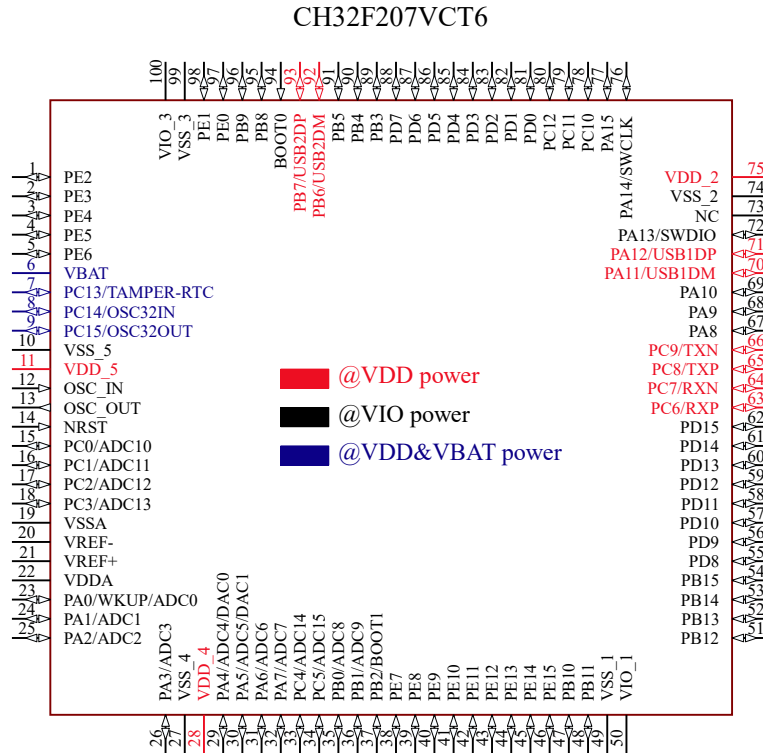 CH32F207VCT6
100 VIO_3
99 VSS_3
98 PE1
97 PE0
96 PB9
95 PB8
94 BOOT0
93 PB7/USB2DP
92 PB6/USB2DM
91 PB5
90 PB4
89 PB3
88 PD7
87 PD6
86 PD5
85 PD4
84 PD3
83 PD2
82 PD1
81 PD0
80 PC12
79 PC11
78 PC10
77 PA15
76 PA14/SWCLK
1 PE2
2 PE3
3 PE4
4 PE5
5 PE6
6 VBAT
7 PC13/TAMPER-RTC
8 PC14/OSC32IN
9 PC15/OSC32OUT
10 VSS_5
11 VDD_5
12 OSC_IN
13 OSC_OUT
14 NRST
15 PC0/ADC10
16 PC1/ADC11
17 PC2/ADC12
18 PC3/ADC13
19 VSSA
20 VREF-
21 VREF+
22 VDDA
23 PA0/WKUP/ADC0
24 PA1/ADC1
25 PA2/ADC2
@VDD power
@VIO power
@VDD&VBAT power
VDD_2 75
VSS_2 74
NC 73
PA13/SWDIO 72
PA12/USB1DP 71
PA11/USB1DM 70
PA10 69
PA9 68
PA8 67
PC9/TXN 66
PC8/TXP 65
PC7/RXN 64
PC6/RXP 63
PD15 62
PD14 61
PD13 60
PD12 59
PD11 58
PD10 57
PD9 56
PD8 55
PB15 54
PB14 53
PB13 52
PB12 51
26 PA3/ADC3
27 VSS_4
28 VDD_4
29 PA4/ADC4/DAC0
30 PA5/ADC5/DAC1
31 PA6/ADC6
32 PA7/ADC7
33 PC4/ADC14
34 PC5/ADC15
35 PB0/ADC8
36 PB1/ADC9
37 PB2/BOOT1
38 PE7
39 PE8
40 PE9
41 PE10
42 PE11
43 PE12
44 PE13
45 PE14
46 PE15
47 PB10
48 PB11
49 VSS_1
50 VIO_1